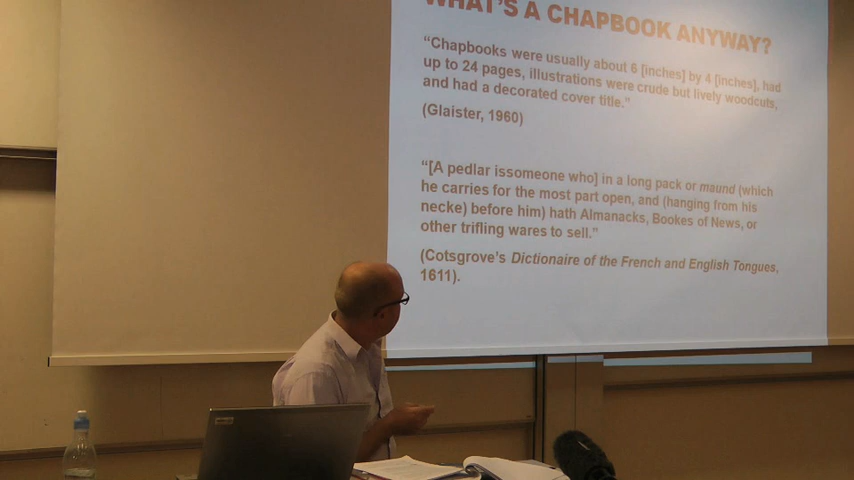 WHAT'S A CHAPBOOK ANYWAY?
“Chapbooks were usually about 6 [inches] by 4 [inches], had
up to 24 pages, illustrations were crude but lively woodcuts,
and had a decorated cover title.”
(Glaister, 1960)
“[A pedlar issomeone who] in a long pack or maund (which
he carries for the most part open, and (hanging from his
necke) before him) hath Almanacks, Bookes of News, or
other trifling wares to sell.”
(Cotsgrove's Dictionaire of the French and English Tongues,
1611).